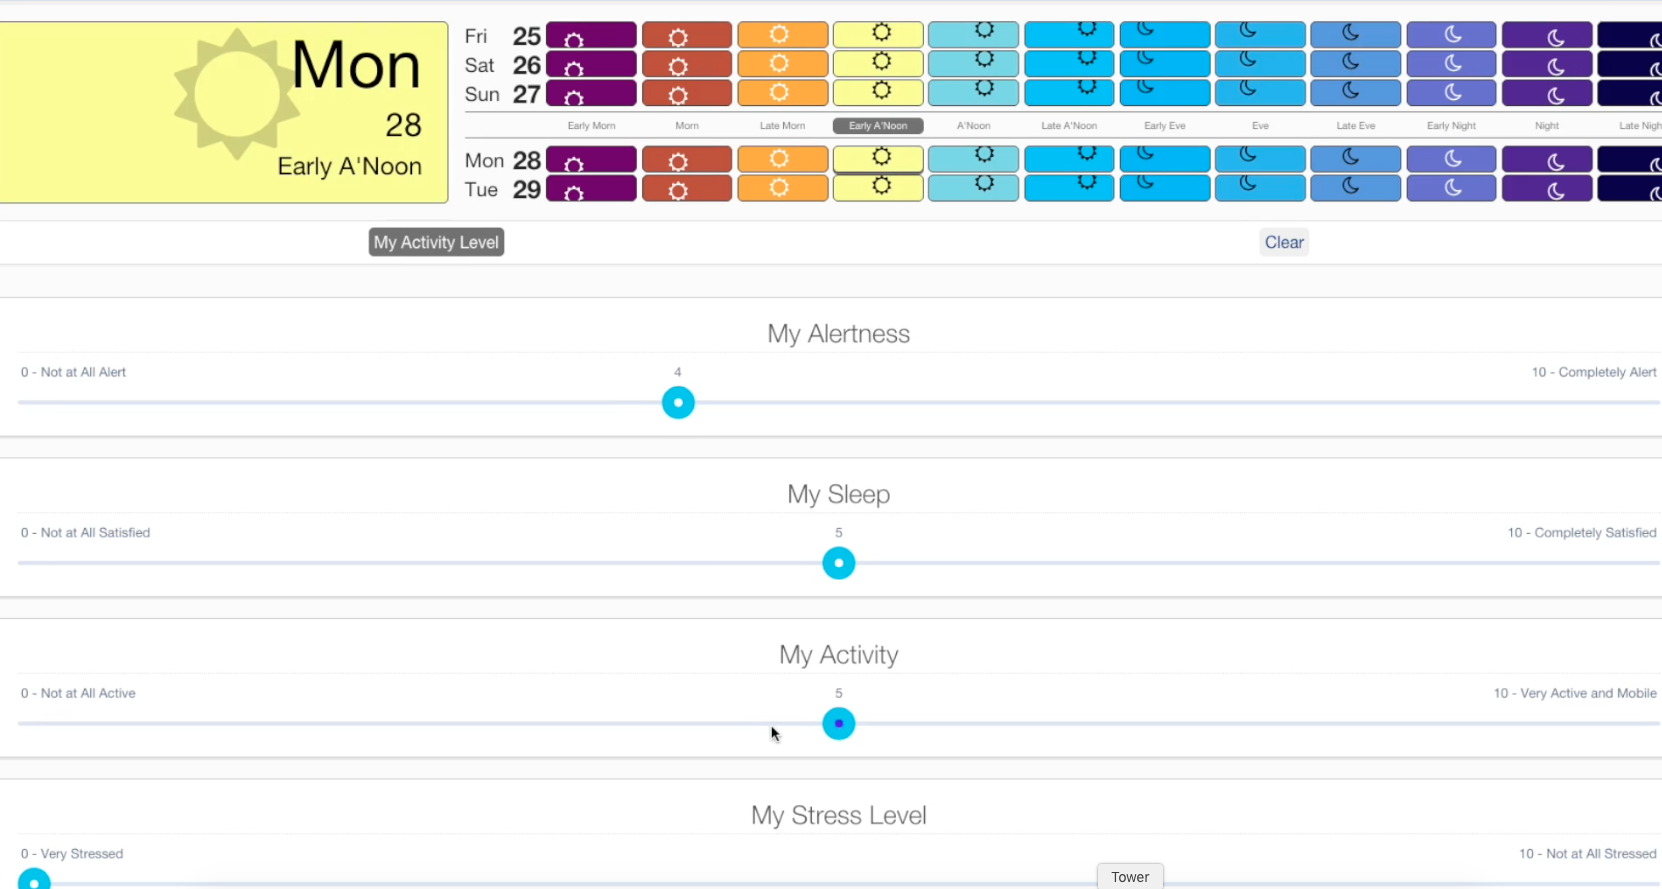 Mon
28
Early A'Noon
Fri 25
Sat 26
Sun 27
Early Morn Morn Late Morn Early A'Noon A'Noon Late A'Noon Early Eve Eve Late Eve Early Night Night Late Nigh
Mon 28
Tue 29
My Activity Level Clear
My Alertness
0 - Not at All Alert 4 10 - Completely Alert
My Sleep
0 - Not at All Satisfied 5 10 - Completely Satisfied
My Activity
0 - Not at All Active 5 10 - Very Active and Mobile
My Stress Level
0 - Very Stressed 10 - Not at All Stressed
Tower